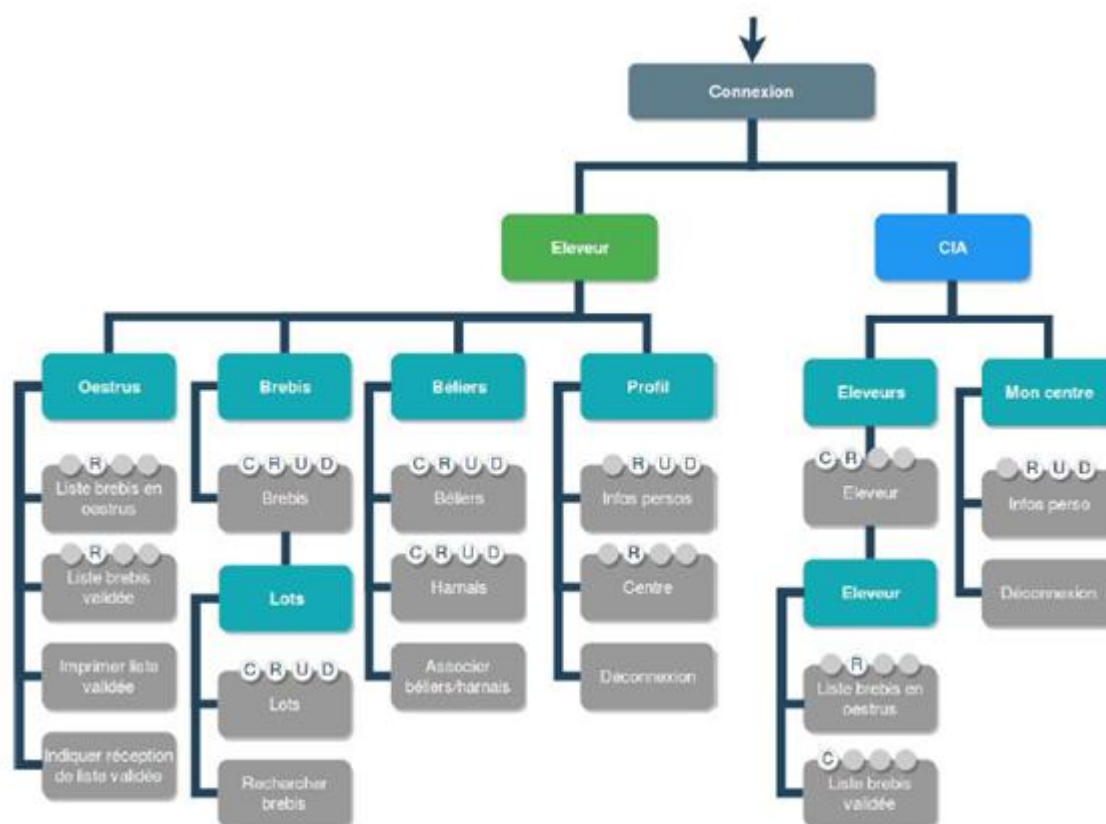 Connexion
Eleveur
CIA
Oestrus
Brebis
Béliers
Profil
Eleveurs
Mon centre
R
Liste brebis en
oestrus
C R U D
Brebis
C R U D
Béliers
R U D
Infos persos
C R
Eleveur
R U D
Infos perso
R
Liste brebis
validée
Lots
C R U D
Harnais
R
Centre
Eleveur
Déconnexion
Imprimer liste
validée
C R U D
Lots
Associer
béliers/harnais
Déconnexion
R
Liste brebis en
oestrus
Indiquer réception
de liste validée
Rechercher
brebis
C
Liste brebis
validée